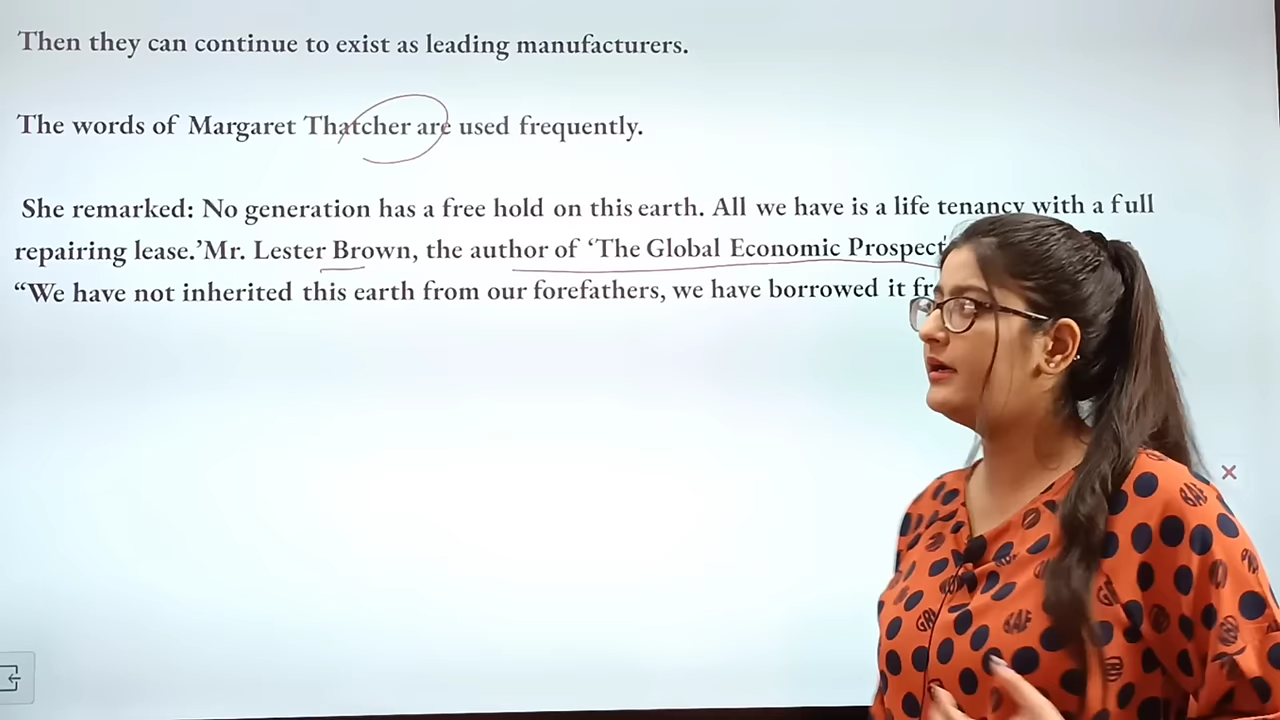 Then they can continue to exist as leading manufacturers.
The words of Margaret Thatcher are used frequently.
She remarked: No generation has a free hold on this earth. All we have is a life tenancy with a full
repairing lease.’Mr. Lester Brown, the author of ‘The Global Economic Prospect
“We have not inherited this earth from our forefathers, we have borrowed it